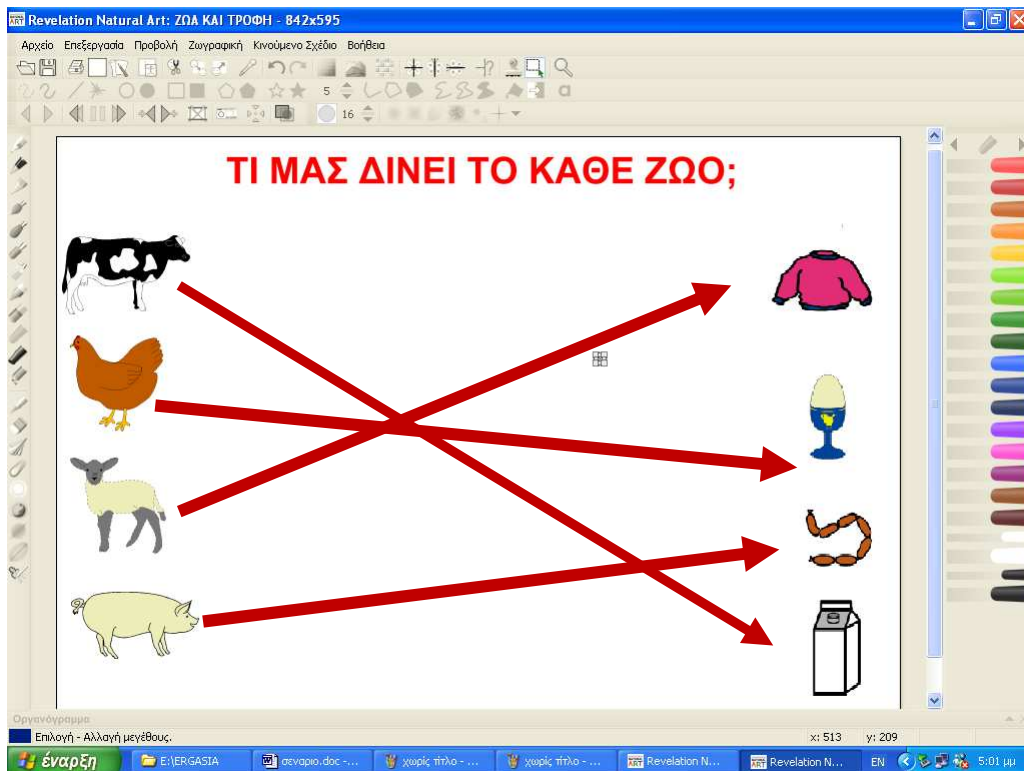 Revelation Natural Art: ΖΩΑ ΚΑΙ ΤΡΟΦΗ - 842x595
Αρχείο Επεξεργασία Προβολή Ζωγραφική Κινούμενο Σχέδιο Βοήθεια
5
16
ΤΙ ΜΑΣ ΔΙΝΕΙ ΤΟ ΚΑΘΕ ΖΩΟ;
Οργανόγραμμα
Επιλογή - Αλλαγή μεγέθους. x: 513 y: 209
έναρξη E:\ERGASIA σεναριο.doc -... χωρίς τίτλο - ... χωρίς τίτλο - ... Revelation N... Revelation N... EN 5:01 μμ